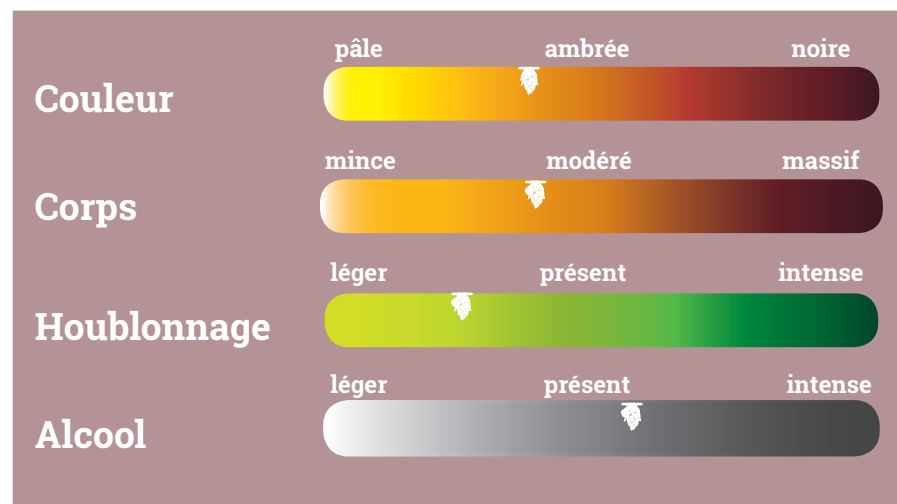 pâle ambrée noire
Couleur
mince modéré massif
Corps
léger présent intense
Houblonnage
léger présent intense
Alcool